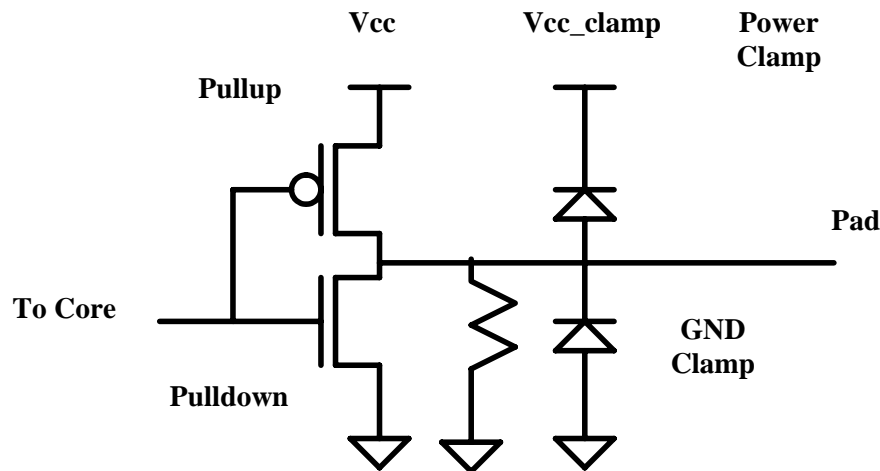 Vcc
Vcc_clamp
Power
Clamp
Pullup
Pad
To Core
GND
Clamp
Pulldown